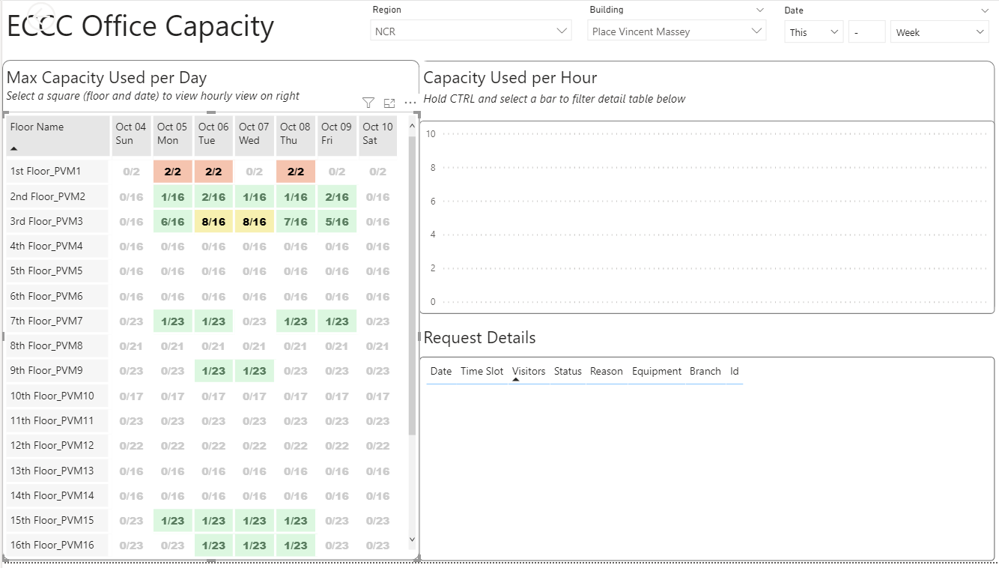 ECCC Office Capacity
Region
NCR
Building
Place Vincent Massey
Date
This
-
Week
Max Capacity Used per Day
Select a square (floor and date) to view hourly view on right
Floor Name Oct 04 Sun Oct 05 Mon Oct 06 Tue Oct 07 Wed Oct 08 Thu Oct 09 Fri Oct 10 Sat
1st Floor_PVM1 0/2 2/2 2/2 0/2 2/2 0/2 0/2
2nd Floor_PVM2 0/16 1/16 2/16 1/16 1/16 2/16 0/16
3rd Floor_PVM3 0/16 6/16 8/16 8/16 7/16 5/16 0/16
4th Floor_PVM4 0/16 0/16 0/16 0/16 0/16 0/16 0/16
5th Floor_PVM5 0/16 0/16 0/16 0/16 0/16 0/16 0/16
6th Floor_PVM6 0/16 0/16 0/16 0/16 0/16 0/16 0/16
7th Floor_PVM7 0/23 1/23 1/23 0/23 1/23 1/23 0/23
8th Floor_PVM8 0/21 0/21 0/21 0/21 0/21 0/21 0/21
9th Floor_PVM9 0/23 0/23 1/23 1/23 0/23 0/23 0/23
10th Floor_PVM10 0/17 0/17 0/17 0/17 0/17 0/17 0/17
11th Floor_PVM11 0/23 0/23 0/23 0/23 0/23 0/23 0/23
12th Floor_PVM12 0/22 0/22 0/22 0/22 0/22 0/22 0/22
13th Floor_PVM13 0/16 0/16 0/16 0/16 0/16 0/16 0/16
14th Floor_PVM14 0/16 0/16 0/16 0/16 0/16 0/16 0/16
15th Floor_PVM15 0/23 1/23 1/23 1/23 1/23 0/23 0/23
16th Floor_PVM16 0/23 0/23 1/23 1/23 1/23 0/23 0/23
Capacity Used per Hour
Hold CTRL and select a bar to filter detail table below
10
8
6
4
2
0
Request Details
Date Time Slot Visitors Status Reason Equipment Branch Id